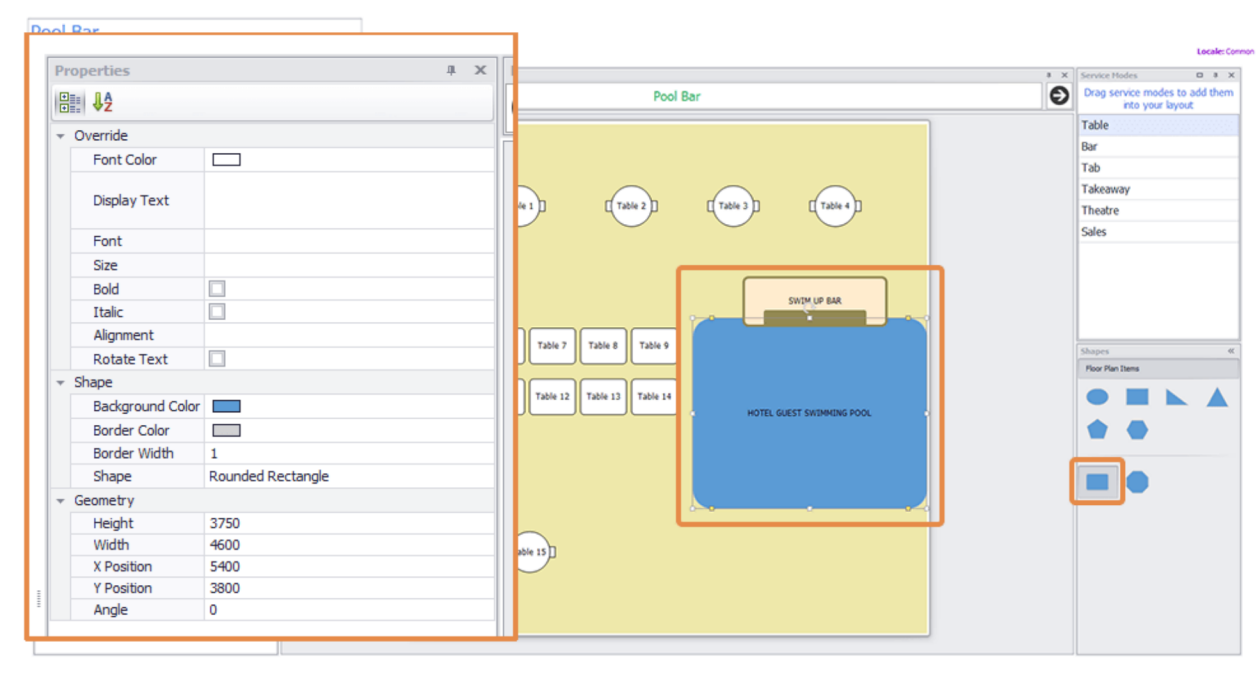 Pool Bar
Locale: Common
Properties
Override
Font Color
Display Text
Font
Size
Bold
Italic
Alignment
Rotate Text
Shape
Background Color
Border Color
Border Width 1
Shape Rounded Rectangle
Geometry
Height 3750
Width 4600
X Position 5400
Y Position 3800
Angle 0
Pool Bar
Table 2
Table 3
Table 4
SWIM UP BAR
Table 7
Table 8
Table 9
Table 12
Table 13
Table 14
HOTEL GUEST SWIMMING POOL
Service Modes
Drag service modes to add them
into your layout
Table
Bar
Tab
Takeaway
Theatre
Sales
Shapes
Floor Plan Items